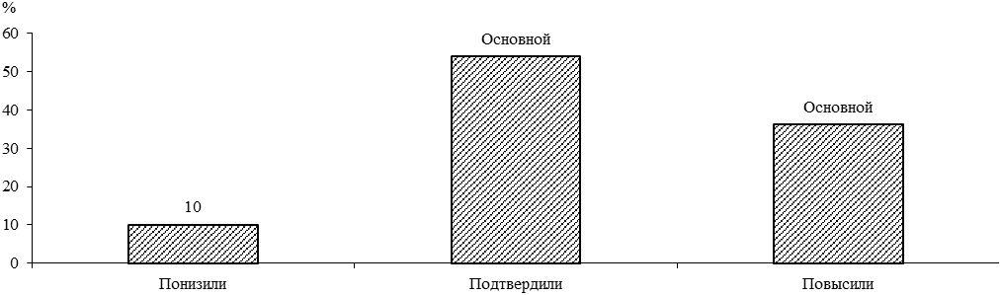 %
60
Основной
50
40
Основной
30
20
10
10
0
Понизили
Подтвердили
Повысили